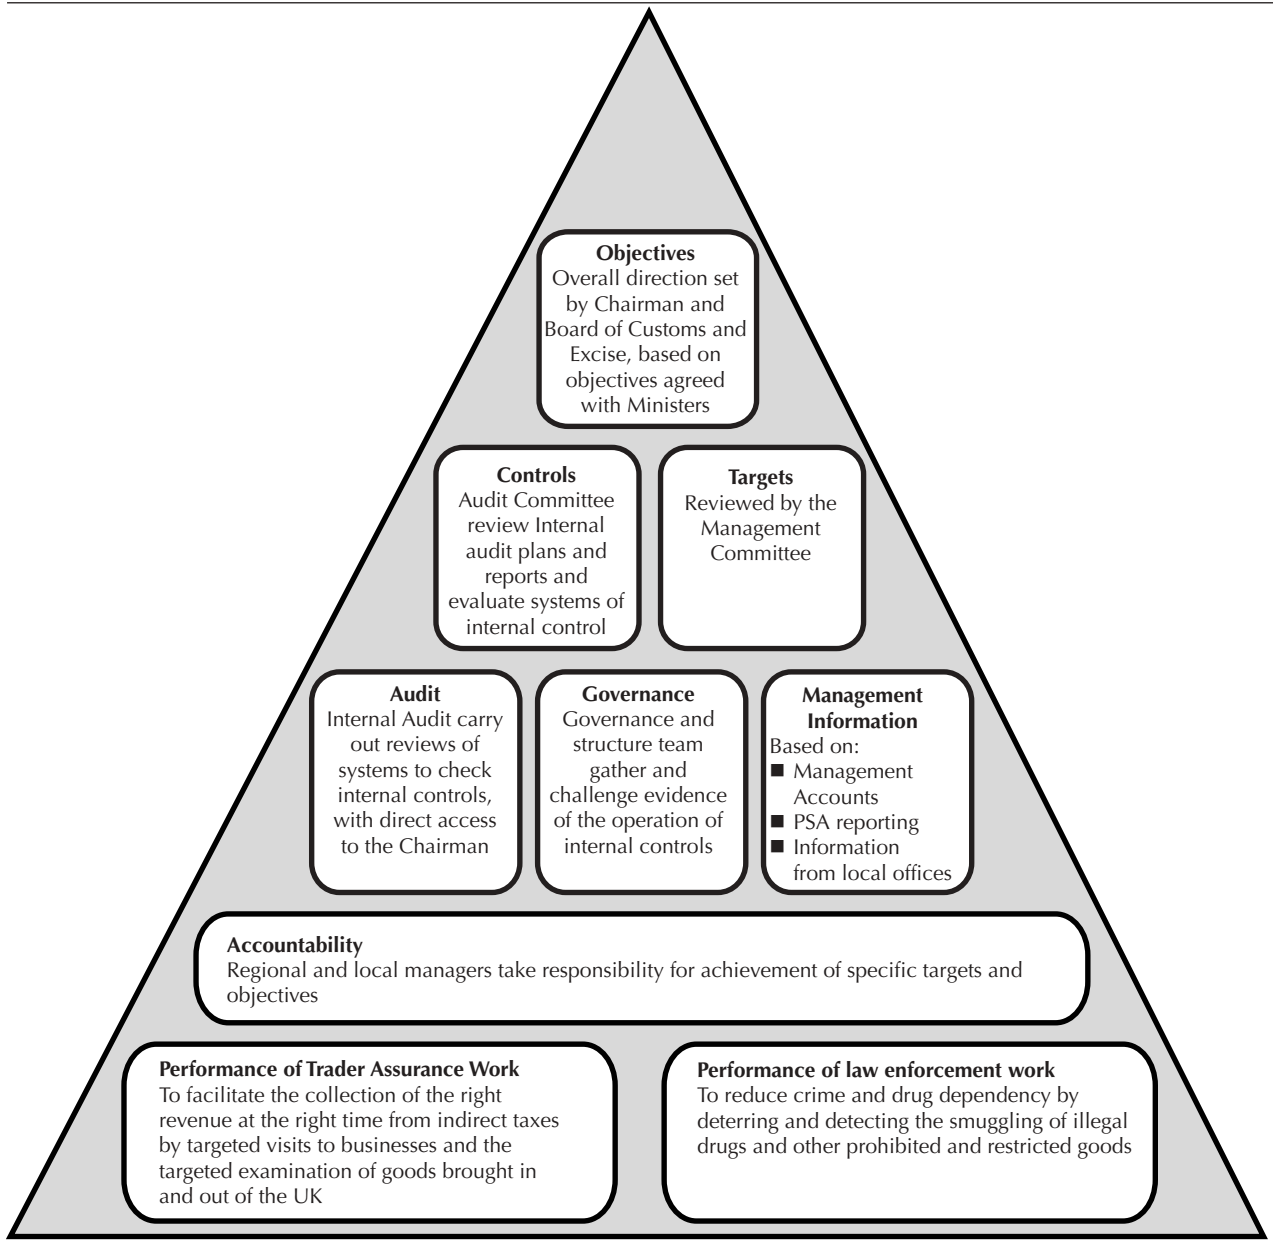 Objectives
Overall direction set
by Chairman and
Board of Customs and
Excise, based on
objectives agreed
with Ministers
Controls
Audit Committee
review Internal
audit plans and
reports and
evaluate systems of
internal control
Targets
Reviewed by the
Management
Committee
Audit
Internal Audit carry
out reviews of
systems to check
internal controls,
with direct access
to the Chairman
Governance
Governance and
structure team
gather and
challenge evidence
of the operation of
internal controls
Management
Information
Based on:
■ Management
Accounts
■ PSA reporting
■ Information
from local offices
Accountability
Regional and local managers take responsibility for achievement of specific targets and
objectives
Performance of Trader Assurance Work
To facilitate the collection of the right
revenue at the right time from indirect taxes
by targeted visits to businesses and the
targeted examination of goods brought in
and out of the UK
Performance of law enforcement work
To reduce crime and drug dependency by
deterring and detecting the smuggling of illegal
drugs and other prohibited and restricted goods